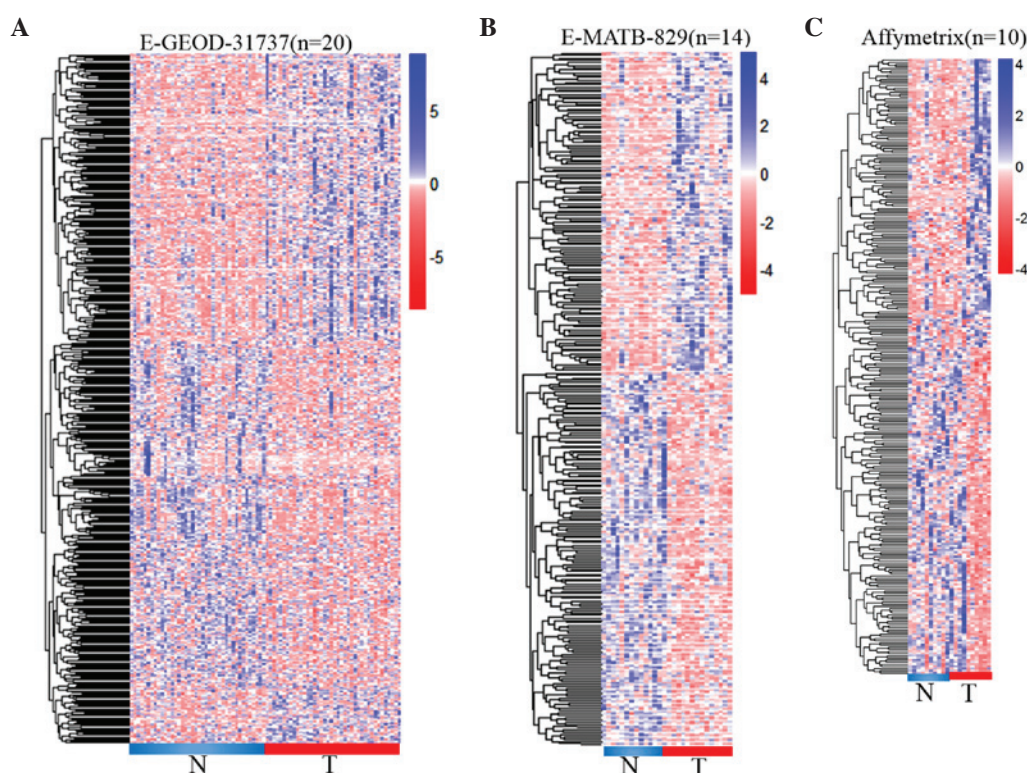 A
E-GEOD-31737(n=20)
5
0
-5
N
T
B
E-MATB-829(n=14)
4
2
0
-2
-4
N
T
C
Affymetrix(n=10)
4
2
0
-2
-4
N
T